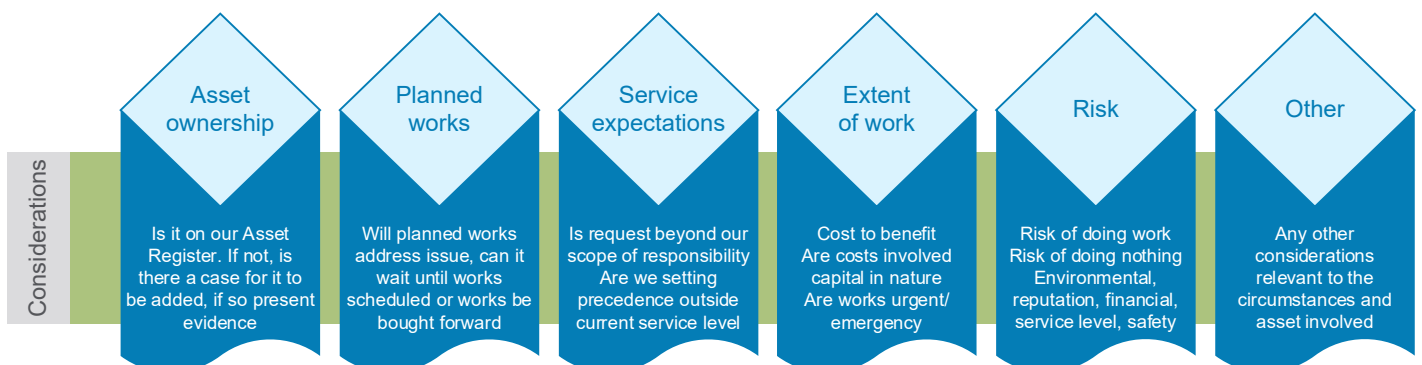 Considerations
Asset
ownership
Is it on our Asset
Register. If not, is
there a case for it to
be added, if so present
evidence
Planned
works
Will planned works
address issue, can it
wait until works
scheduled or works be
bought forward
Service
expectations
Is request beyond our
scope of responsibility
Are we setting
precedence outside
current service level
Extent
of work
Cost to benefit
Are costs involved
capital in nature
Are works urgent/
emergency
Risk
Risk of doing work
Risk of doing nothing
Environmental,
reputation, financial,
service level, safety
Other
Any other
considerations
relevant to the
circumstances and
asset involved